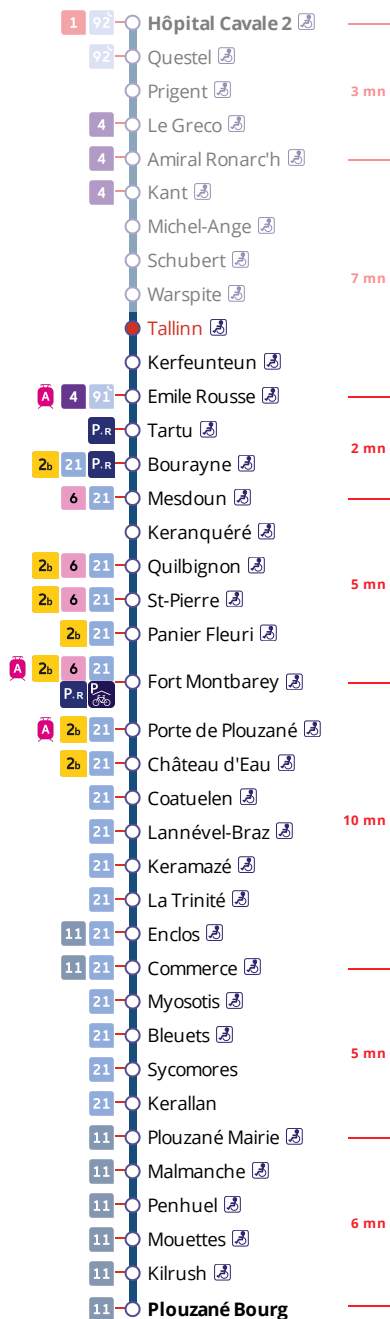 1 92 Hôpital Cavale 2
92 Questel
Prigent
3 mn
4 Le Greco
4 Amiral Ronarc'h
4 Kant
Michel-Ange
Schubert
7 mn
Warspite
Tallinn
Kerfeunteun
A 4 91 Emile Rousse
P+R Tartu
2 mn
2b 21 P+R Bourayne
6 21 Mesdoun
Keranquéré
2b 6 21 Quilbignon
5 mn
2b 6 21 St-Pierre
2b 21 Panier Fleuri
A 2b 6 21
P+R P Fort Montbarey
A 2b 21 Porte de Plouzané
2b 21 Château d'Eau
21 Coatuelen
10 mn
21 Lannével-Braz
21 Keramazé
21 La Trinité
11 21 Enclos
11 21 Commerce
21 Myosotis
21 Bleuets
5 mn
21 Sycomores
21 Kerallan
11 Plouzané Mairie
11 Malmanche
11 Penhuel
6 mn
11 Mouettes
11 Kilrush
11 Plouzané Bourg